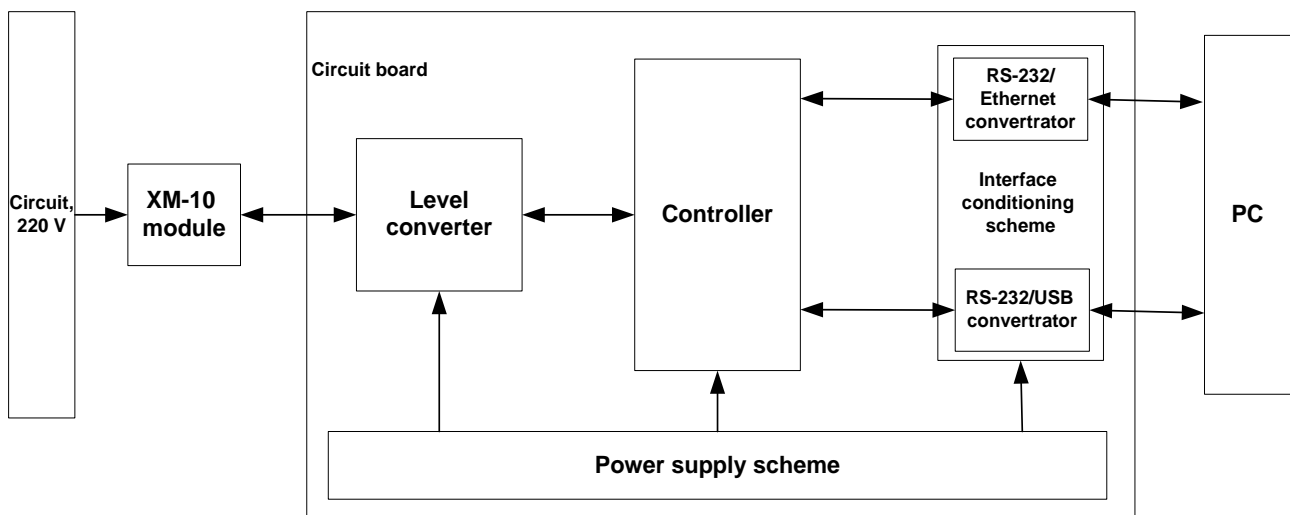 Circuit board
Circuit,
220 V
XM-10
module
Level
converter
Controller
RS-232/
Ethernet
convertrator
Interface
conditioning
scheme
RS-232/USB
convertrator
PC
Power supply scheme